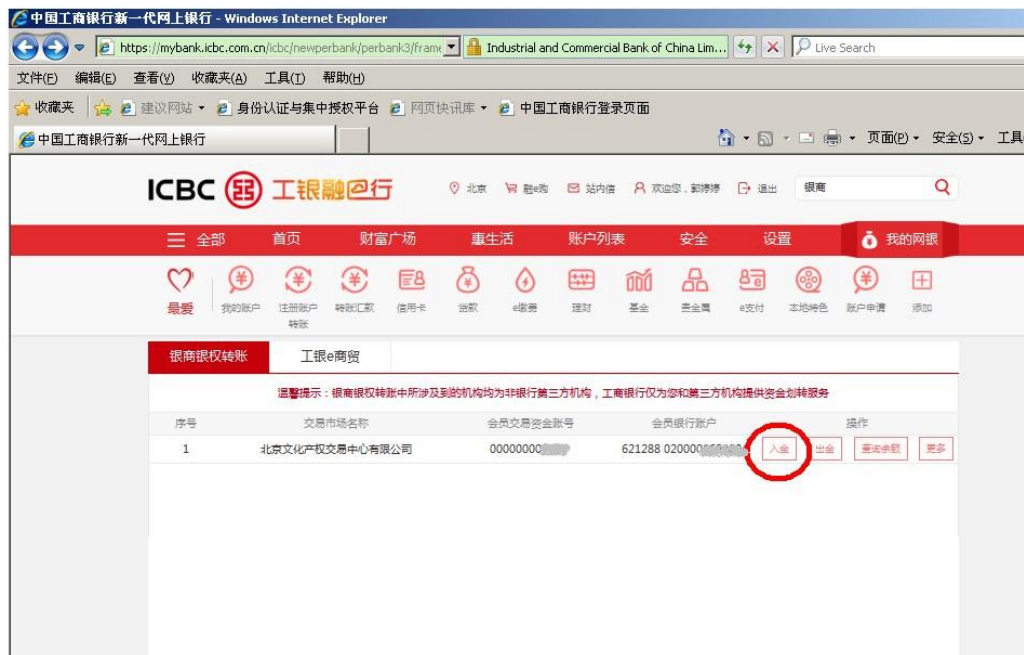 中国工商银行新一代网上银行 - Windows Internet Explorer
https://mybank.icbc.com.cn/icbc/newperbank/perbank3/frame Industrial and Commercial Bank of China Lim... Live Search
文件(F) 编辑(E) 查看(V) 收藏夹(A) 工具(T) 帮助(H)
收藏夹 建议网站 身份认证与集中授权平台 网页快讯库 中国工商银行登录页面
中国工商银行新一代网上银行 页面(P) 安全(S) 工具
ICBC 工银融e行 北京 融e购 站内信 欢迎您，郭婷婷 退出 银商
全部 首页 财富广场 惠生活 账户列表 安全 设置 我的网银
最爱 我的账户 注册账户 转账汇款 信用卡 贷款 e缴费 理财 基金 贵金属 e支付 本地特色 账户申请 添加
转账
银商银权转账 工银e商贸
温馨提示：银商银权转账中所涉及到的机构均为非银行第三方机构，工商银行仅为您和第三方机构提供资金划转服务
序号 交易市场名称 会员交易资金账号 会员银行账户 操作
1 北京文化产权交易中心有限公司 00000000 621288 020000 入金 出金 查询余额 更多